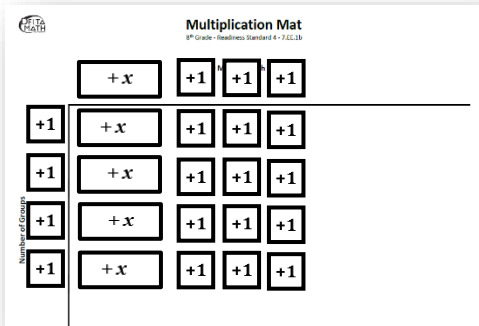 DELTA
MATH
Multiplication Mat
8th Grade - Readiness Standard 4 - 7.EE.1b
+x +1 +1 +1
+1 +x +1 +1 +1
+1 +x +1 +1 +1
+1 +x +1 +1 +1
+1 +x +1 +1 +1
Number of Groups